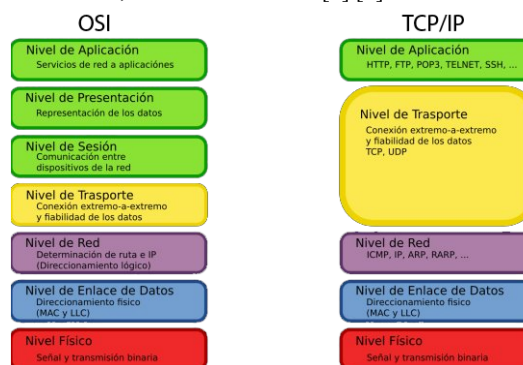 OSI
Nivel de Aplicación
Servicios de red a aplicaciónes
Nivel de Presentación
Representación de los datos
Nivel de Sesión
Comunicación entre
dispositivos de la red
Nivel de Trasporte
Conexión extremo-a-extremo
y fiabilidad de los datos
Nivel de Red
Determinación de ruta e IP
(Direccionamiento lógico)
Nivel de Enlace de Datos
Direccionamiento fisico
(MAC y LLC)
Nivel Físico
Señal y transmisión binaria
TCP/IP
Nivel de Aplicación
HTTP, FTP, POP3, TELNET, SSH, ...
Nivel de Trasporte
Conexión extremo-a-extremo
y fiabilidad de los datos
TCP, UDP
Nivel de Red
ICMP, IP, ARP, RARP, ...
Nivel de Enlace de Datos
Direccionamiento fisico
(MAC y LLC)
Nivel Físico
Señal y transmisión binaria